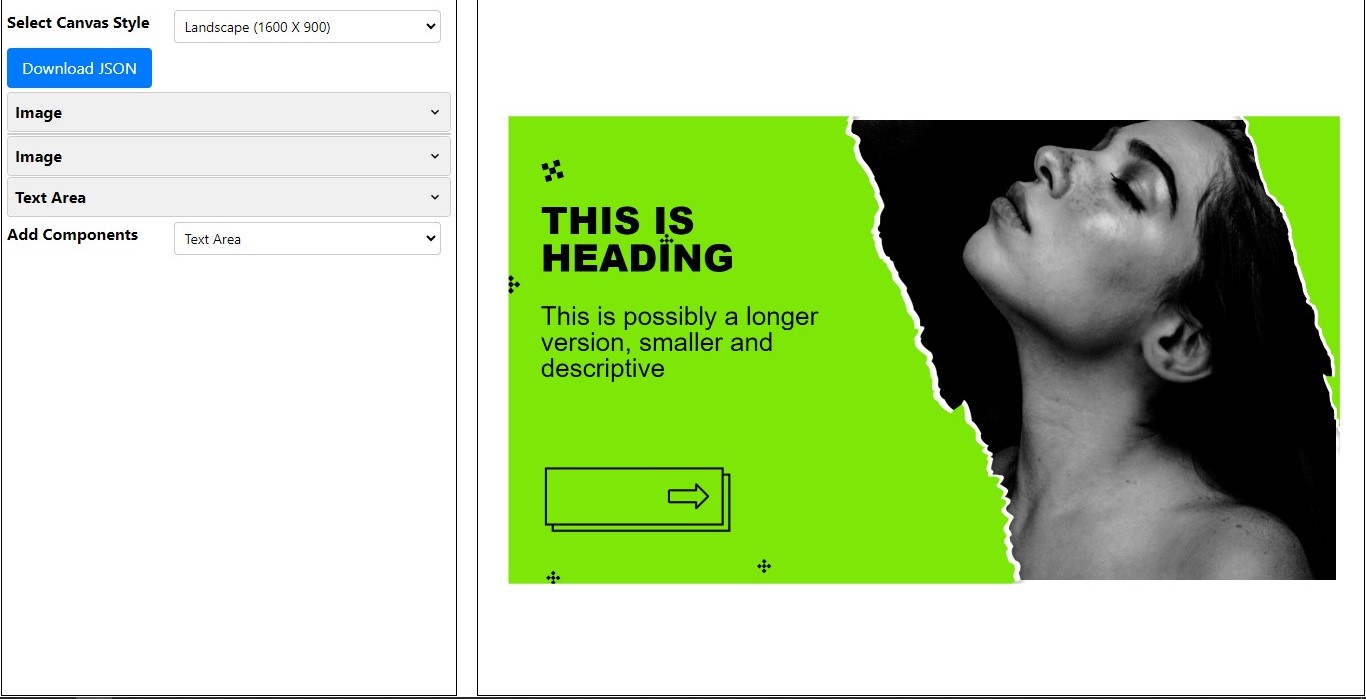 Select Canvas Style
Landscape (1600 X 900)
Download JSON
Image
Image
Text Area
Add Components
Text Area
THIS IS
HEADING
This is possibly a longer
version, smaller and
descriptive